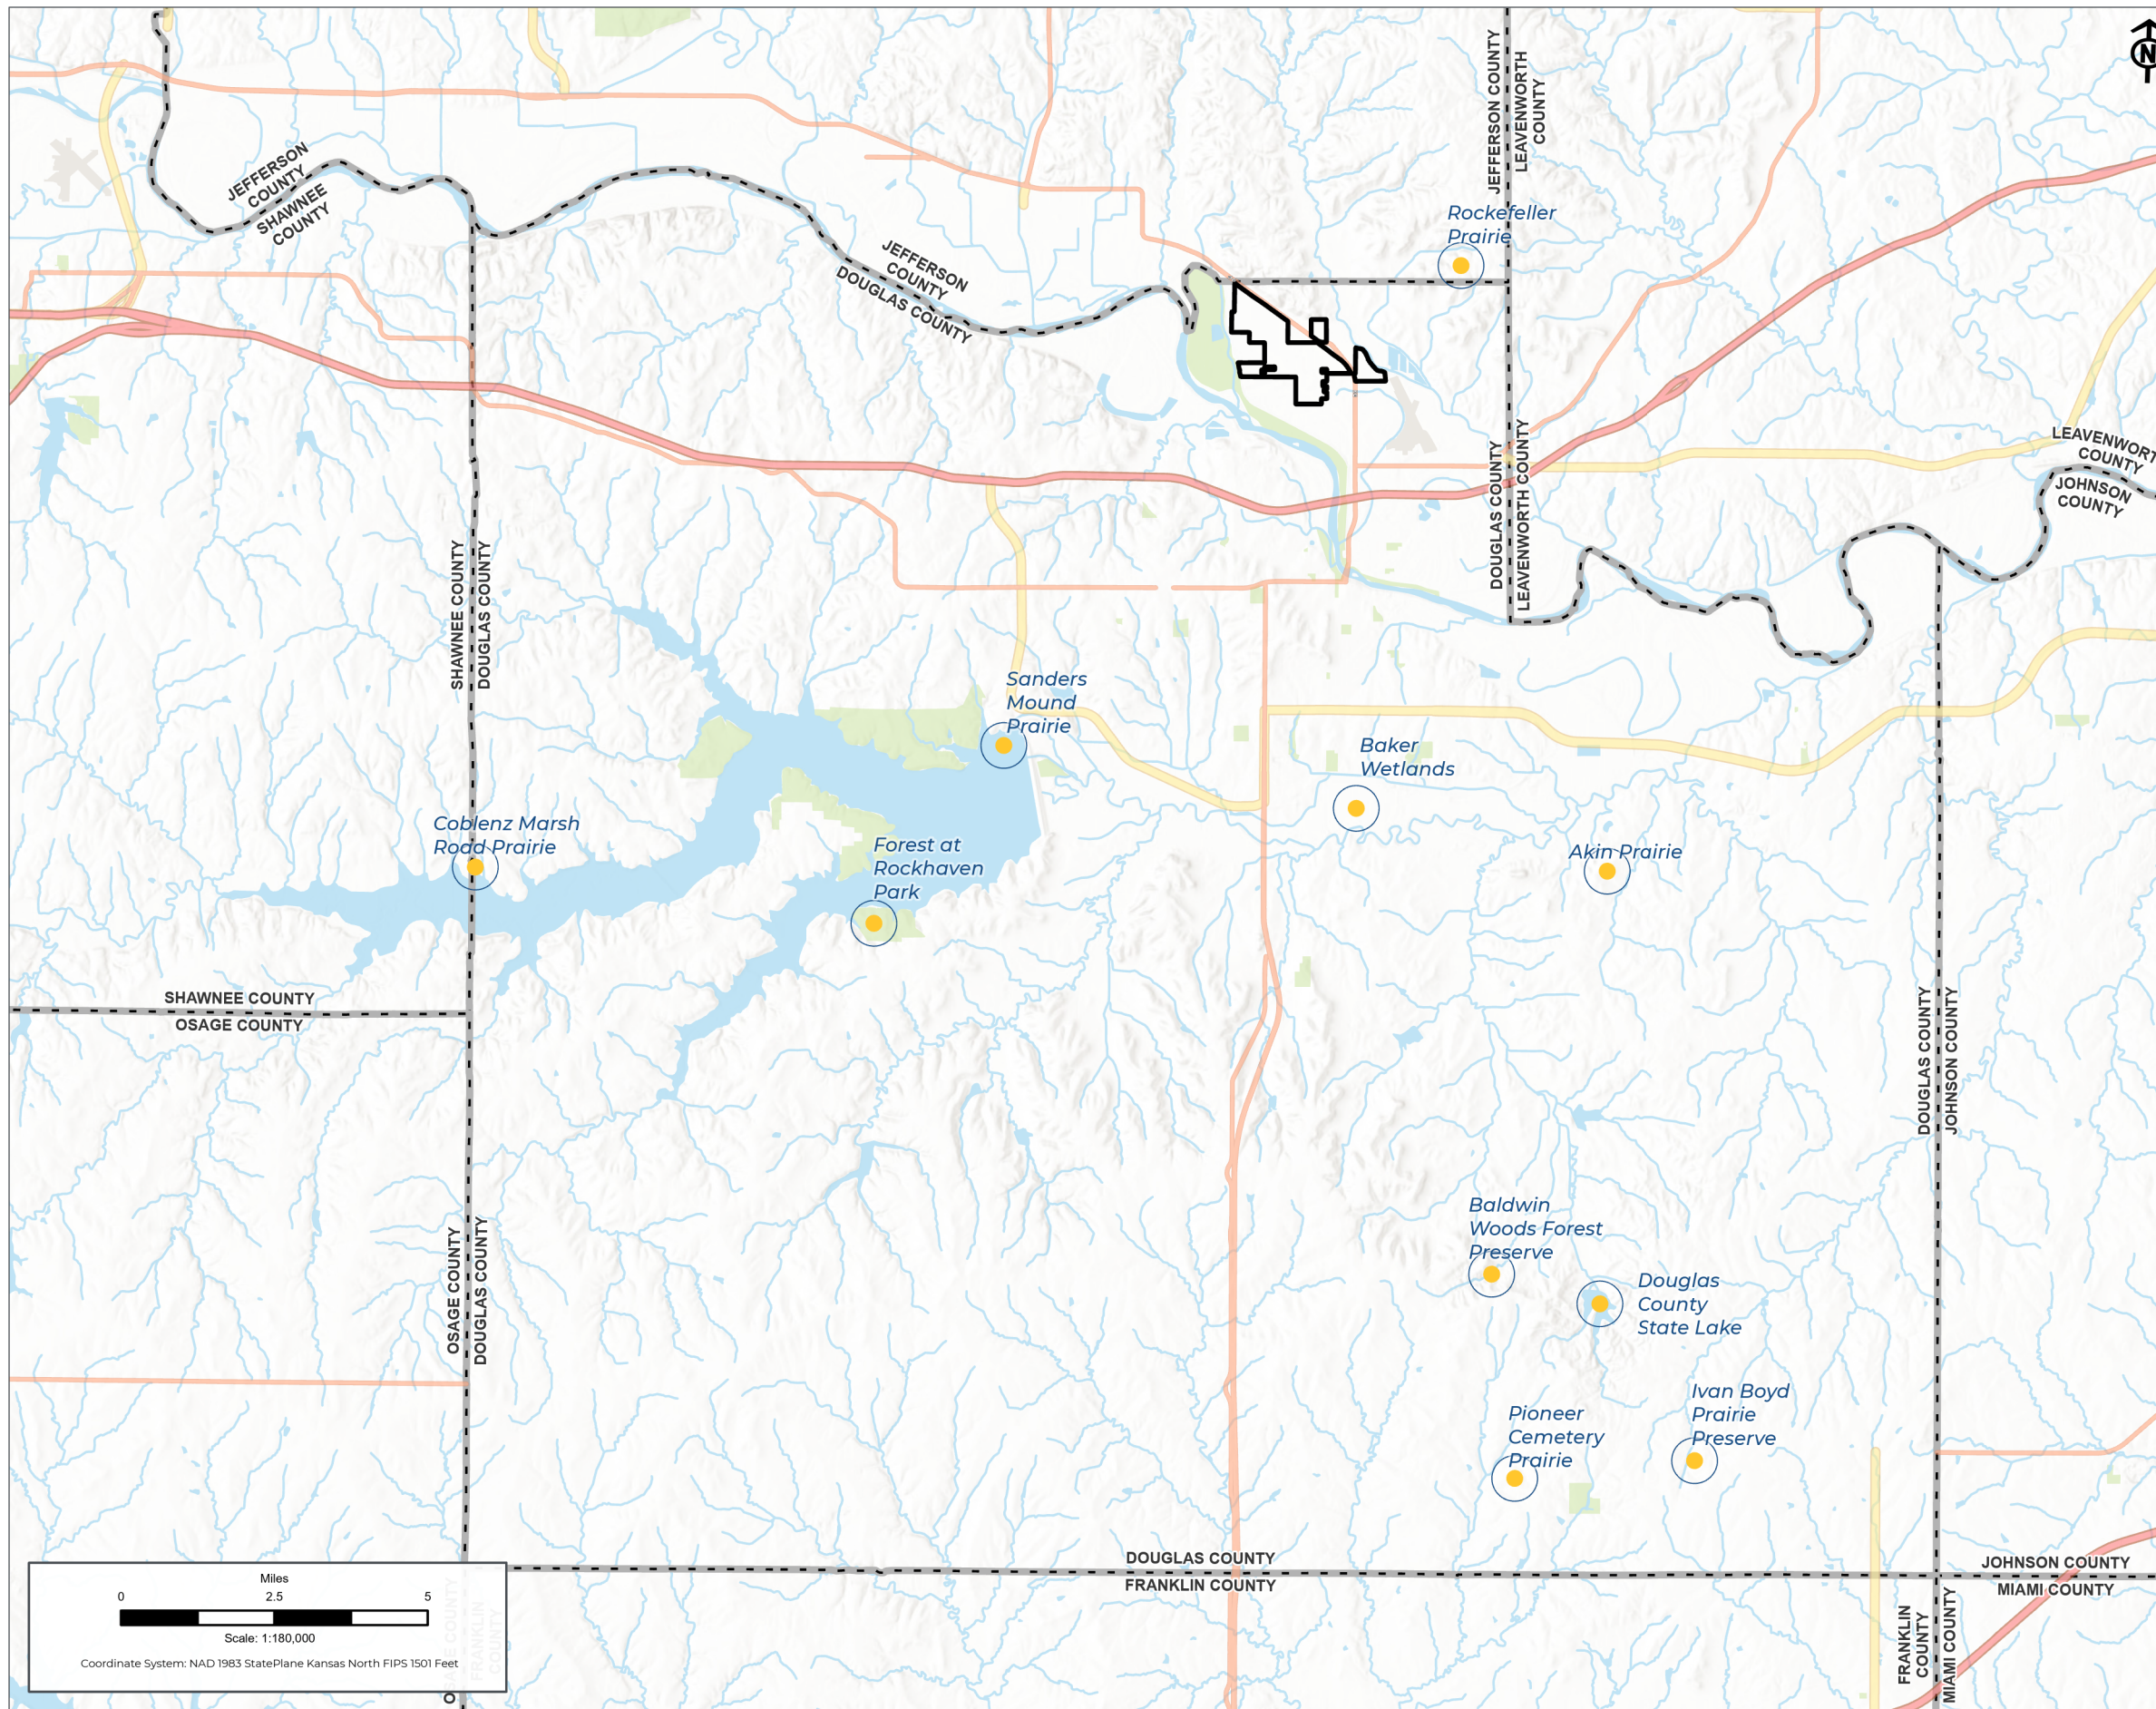 N
JEFFERSON COUNTY
LEAVENWORTH
COUNTY
JEFFERSON
COUNTY
SHAWNEE
COUNTY
Rockefeller
Prairie
JEFFERSON
COUNTY
DOUGLAS COUNTY
DOUGLAS COUNTY
LEAVENWORTH COUNTY
LEAVENWORT
COUNTY
JOHNSON
COUNTY
SHAWNEE COUNTY
DOUGLAS COUNTY
Sanders
Mound
Prairie
Baker
Wetlands
Coblenz Marsh
Road Prairie
Forest at
Rockhaven
Park
Akin Prairie
SHAWNEE COUNTY
OSAGE COUNTY
DOUGLAS COUNTY
JOHNSON COUNTY
Baldwin
Woods Forest
Preserve
OSAGE COUNTY
DOUGLAS COUNTY
Douglas
County
State Lake
Ivan Boyd
Prairie
Preserve
Pioneer
Cemetery
Prairie
DOUGLAS COUNTY
FRANKLIN COUNTY
JOHNSON COUNTY
MIAMI COUNTY
FRANKLIN
COUNTY
MIAMI COUNTY
FRANKLIN
COUNTY
Miles
0 2.5 5
Scale: 1:180,000
Coordinate System: NAD 1983 StatePlane Kansas North FIPS 1501 Feet